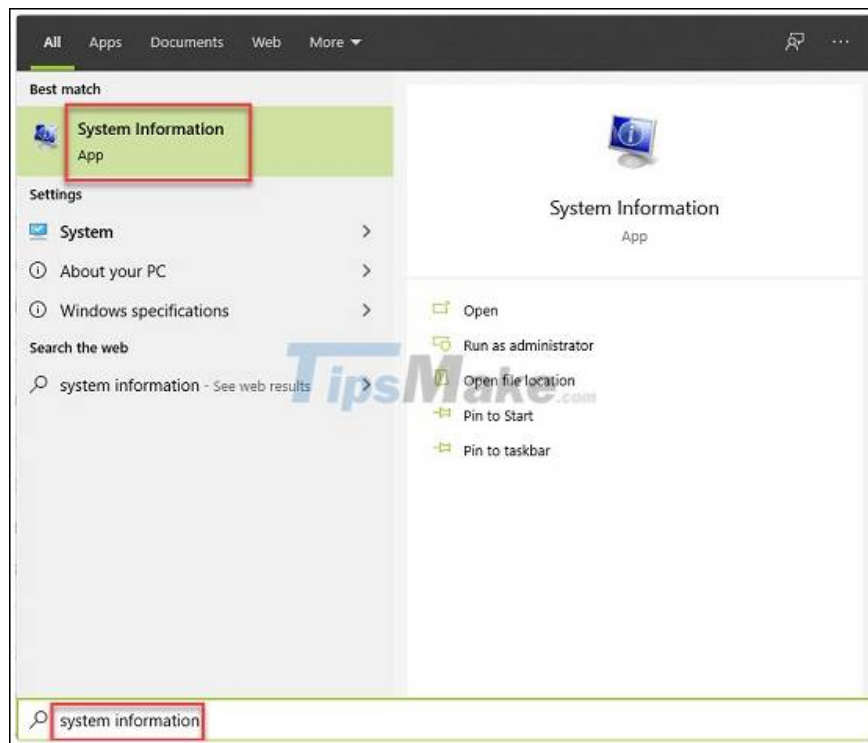 All Apps Documents Web More
Best match
System Information
App
Settings
System
About your PC
Windows specifications
Search the web
system information - See web results
System Information
App
Open
Run as administrator
Open file location
Pin to Start
Pin to taskbar
TipsMake.com
system information